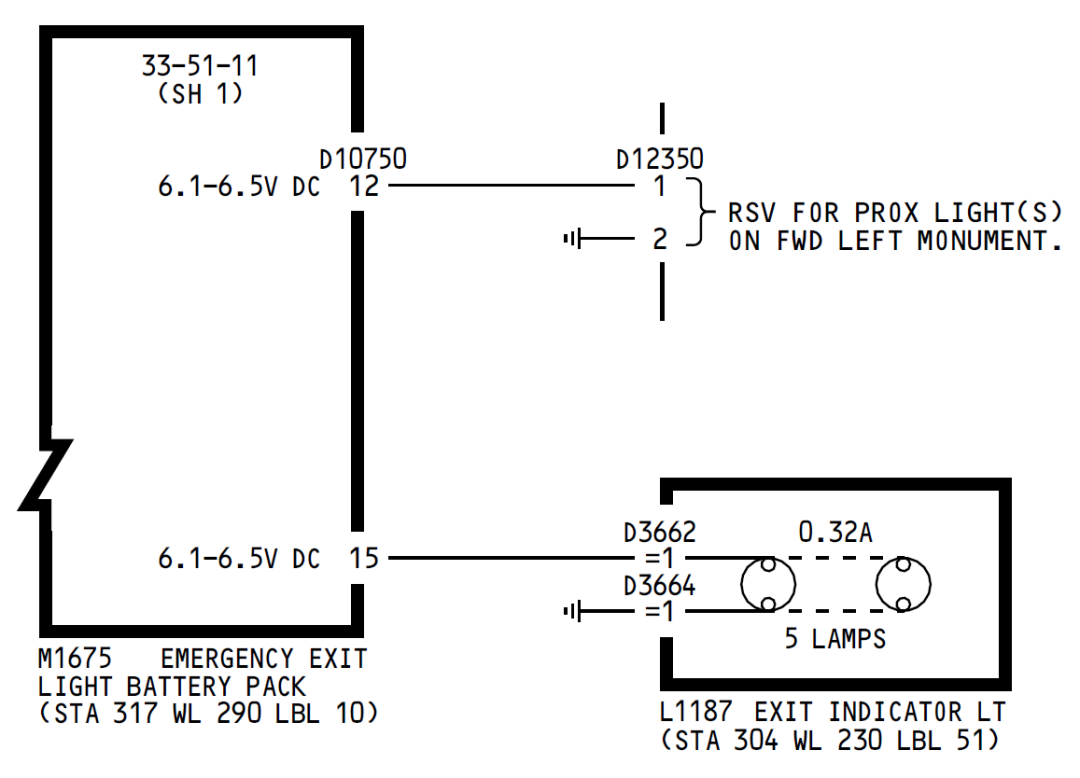 33-51-11
(SH 1)
D10750
6.1-6.5V DC 12
D12350
1
2
RSV FOR PROX LIGHT(S)
ON FWD LEFT MONUMENT.
6.1-6.5V DC 15
D3662
=1
D3664
=1
0.32A
5 LAMPS
M1675 EMERGENCY EXIT
LIGHT BATTERY PACK
(STA 317 WL 290 LBL 10)
L1187 EXIT INDICATOR LT
(STA 304 WL 230 LBL 51)